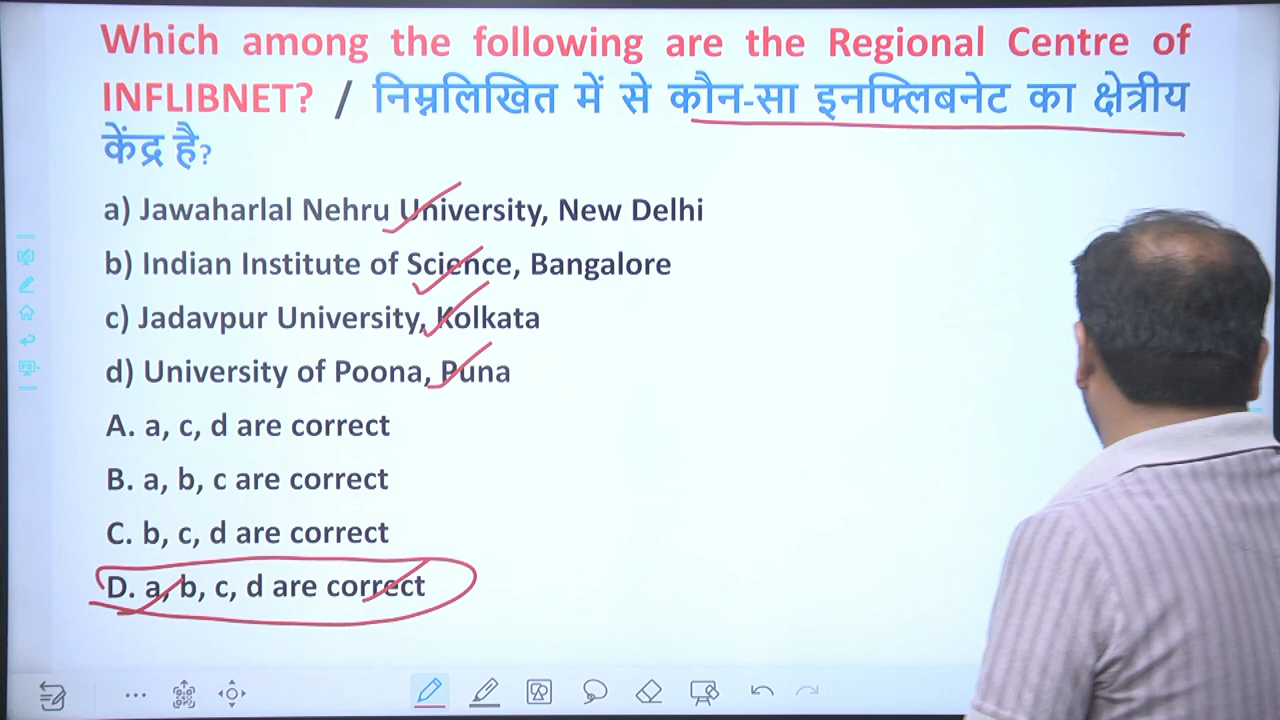 Which among the following are the Regional Centre of
INFLIBNET? / निम्नलिखित में से कौन-सा इनफ्लिबनेट का क्षेत्रीय
केंद्र है?
a) Jawaharlal Nehru University, New Delhi
b) Indian Institute of Science, Bangalore
c) Jadavpur University, Kolkata
d) University of Poona, Puna
A. a, c, d are correct
B. a, b, c are correct
C. b, c, d are correct
D. a, b, c, d are correct